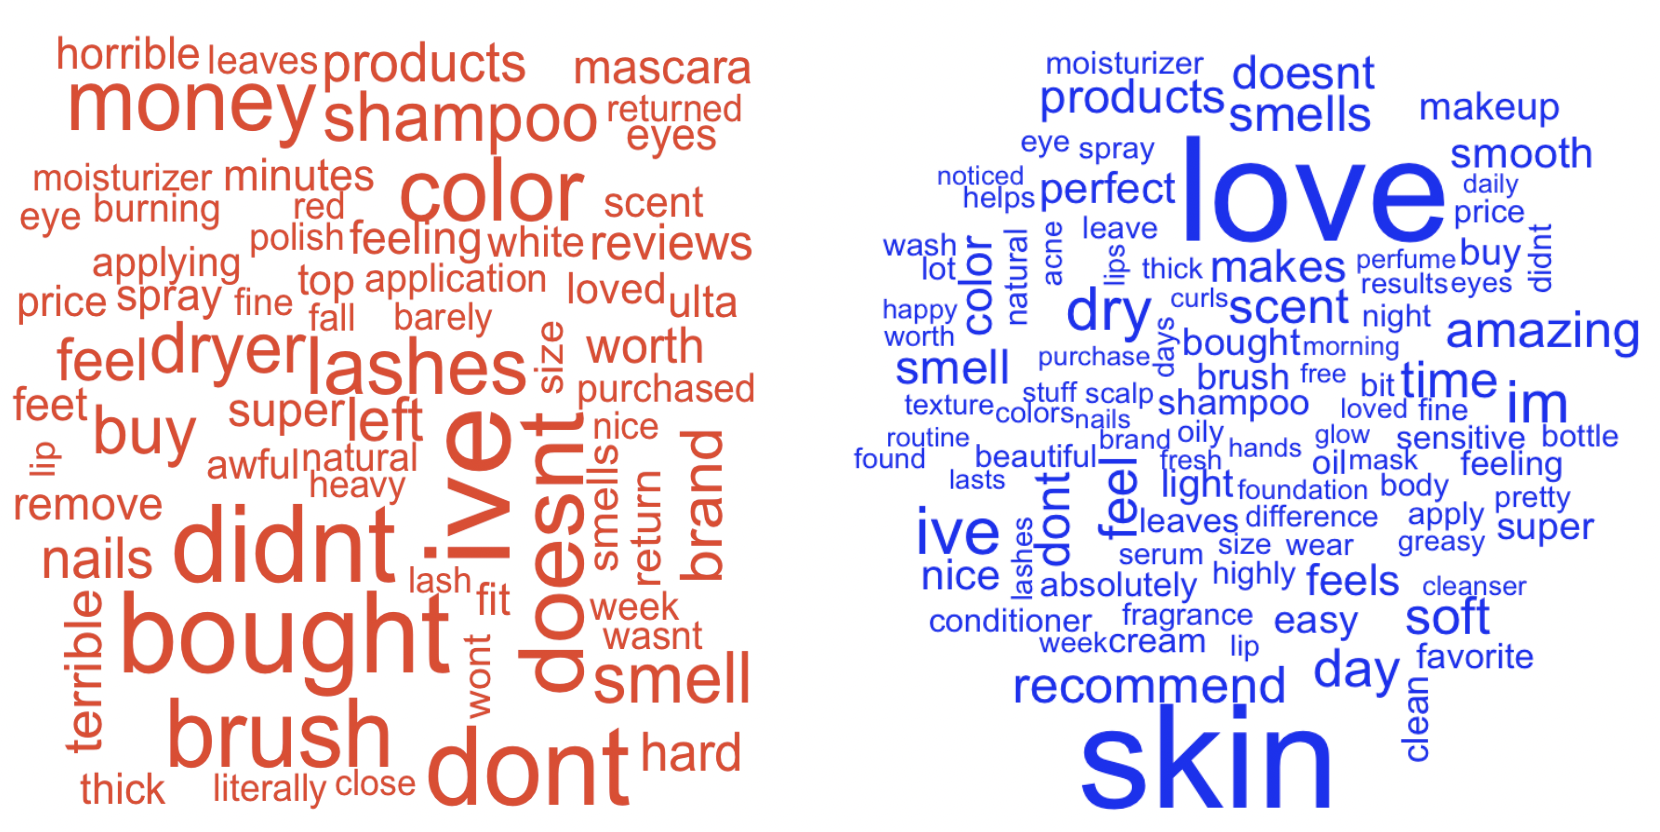 horrible leaves products mascara
money shampoo returned
eyes
moisturizer minutes color scent
eye burning red
polish feeling white reviews
applying top application loved ulta
price spray fine fall barely
feel dryer lashes size worth
purchased
feet buy super left ive doesnt nice brand
lip awful natural smells return
heavy
remove didnt
nails lash fit
terrible bought wont week
wasnt
smell
brush dont hard
thick literally close
moisturizer doesnt
products smells makeup
eye spray love smooth
noticed helps perfect daily
price
wash color natural acne leave lips buy didnt
lot thick makes perfume
results eyes
happy dry curls scent night amazing
worth days bought morning
smell purchase brush free bit time im
stuff scalp
texture colors nails shampoo loved fine
routine brand oily hands glow sensitive bottle
found beautiful fresh oil mask feeling
lasts dont feel light foundation body pretty
ive lashes leaves difference apply super
serum size wear greasy
nice absolutely highly feels cleanser
conditioner fragrance easy soft
week cream lip favorite
recommend day clean
skin